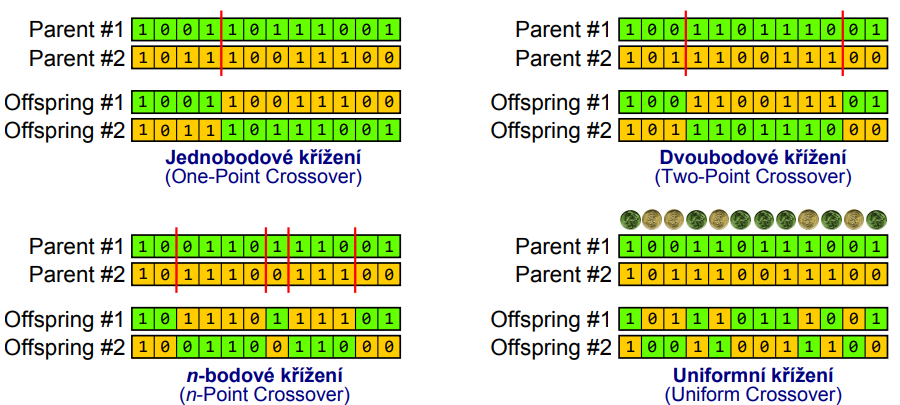 Parent #1 1 0 0 1 1 0 1 1 1 0 0 1
Parent #2 1 0 1 1 1 0 0 1 1 1 0 0
Offspring #1 1 0 0 1 1 0 0 1 1 1 0 0
Offspring #2 1 0 1 1 1 0 1 1 1 0 0 1
Jednobodové křížení
(One-Point Crossover)
Parent #1 1 0 0 1 1 0 1 1 1 0 0 1
Parent #2 1 0 1 1 1 0 0 1 1 1 0 0
Offspring #1 1 0 0 1 1 0 0 1 1 1 0 1
Offspring #2 1 0 1 1 1 0 1 1 1 0 0 0
Dvoubodové křížení
(Two-Point Crossover)
Parent #1 1 0 0 1 1 0 1 1 1 0 0 1
Parent #2 1 0 1 1 1 0 0 1 1 1 0 0
Offspring #1 1 0 1 1 1 0 1 1 1 1 0 1
Offspring #2 1 0 0 1 1 0 0 1 1 0 0 0
n-bodové křížení
(n-Point Crossover)
Parent #1 1 0 0 1 1 0 1 1 1 0 0 1
Parent #2 1 0 1 1 1 0 0 1 1 1 0 0
Offspring #1 1 0 1 1 1 0 1 1 1 0 0 1
Offspring #2 1 0 0 1 1 0 0 1 1 1 0 0
Uniformní křížení
(Uniform Crossover)